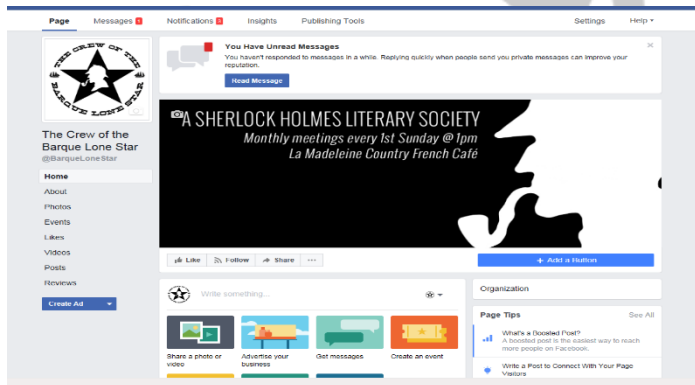 Page Messages Notifications Insights Publishing Tools Settings Help
THE CREW OF THE
BARQUE LONE STAR
The Crew of the
Barque Lone Star
@BarqueLoneStar
Home
About
Photos
Events
Likes
Videos
Posts
Reviews
Create Ad
You Have Unread Messages
You haven't responded to messages in a while. Replying quickly when people send you private messages can improve your
reputation.
Read Message
A SHERLOCK HOLMES LITERARY SOCIETY
Monthly meetings every 1st Sunday @ 1pm
La Madeleine Country French Café
Like Follow Share ...
+ Add a Button
Write something...
Share a photo or
video
Advertise your
business
Get messages
Create an event
Organization
Page Tips See All
What's a Boosted Post?
A boosted post is the easiest way to reach
more people on Facebook.
Write a Post to Connect With Your Page
Visitors